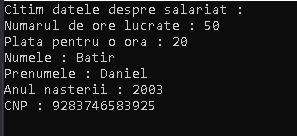 Citim datele despre salariat :
Numarul de ore lucrate : 50
Plata pentru o ora : 20
Numele : Batir
Prenumele : Daniel
Anul nasterii : 2003
CNP : 9283746583925